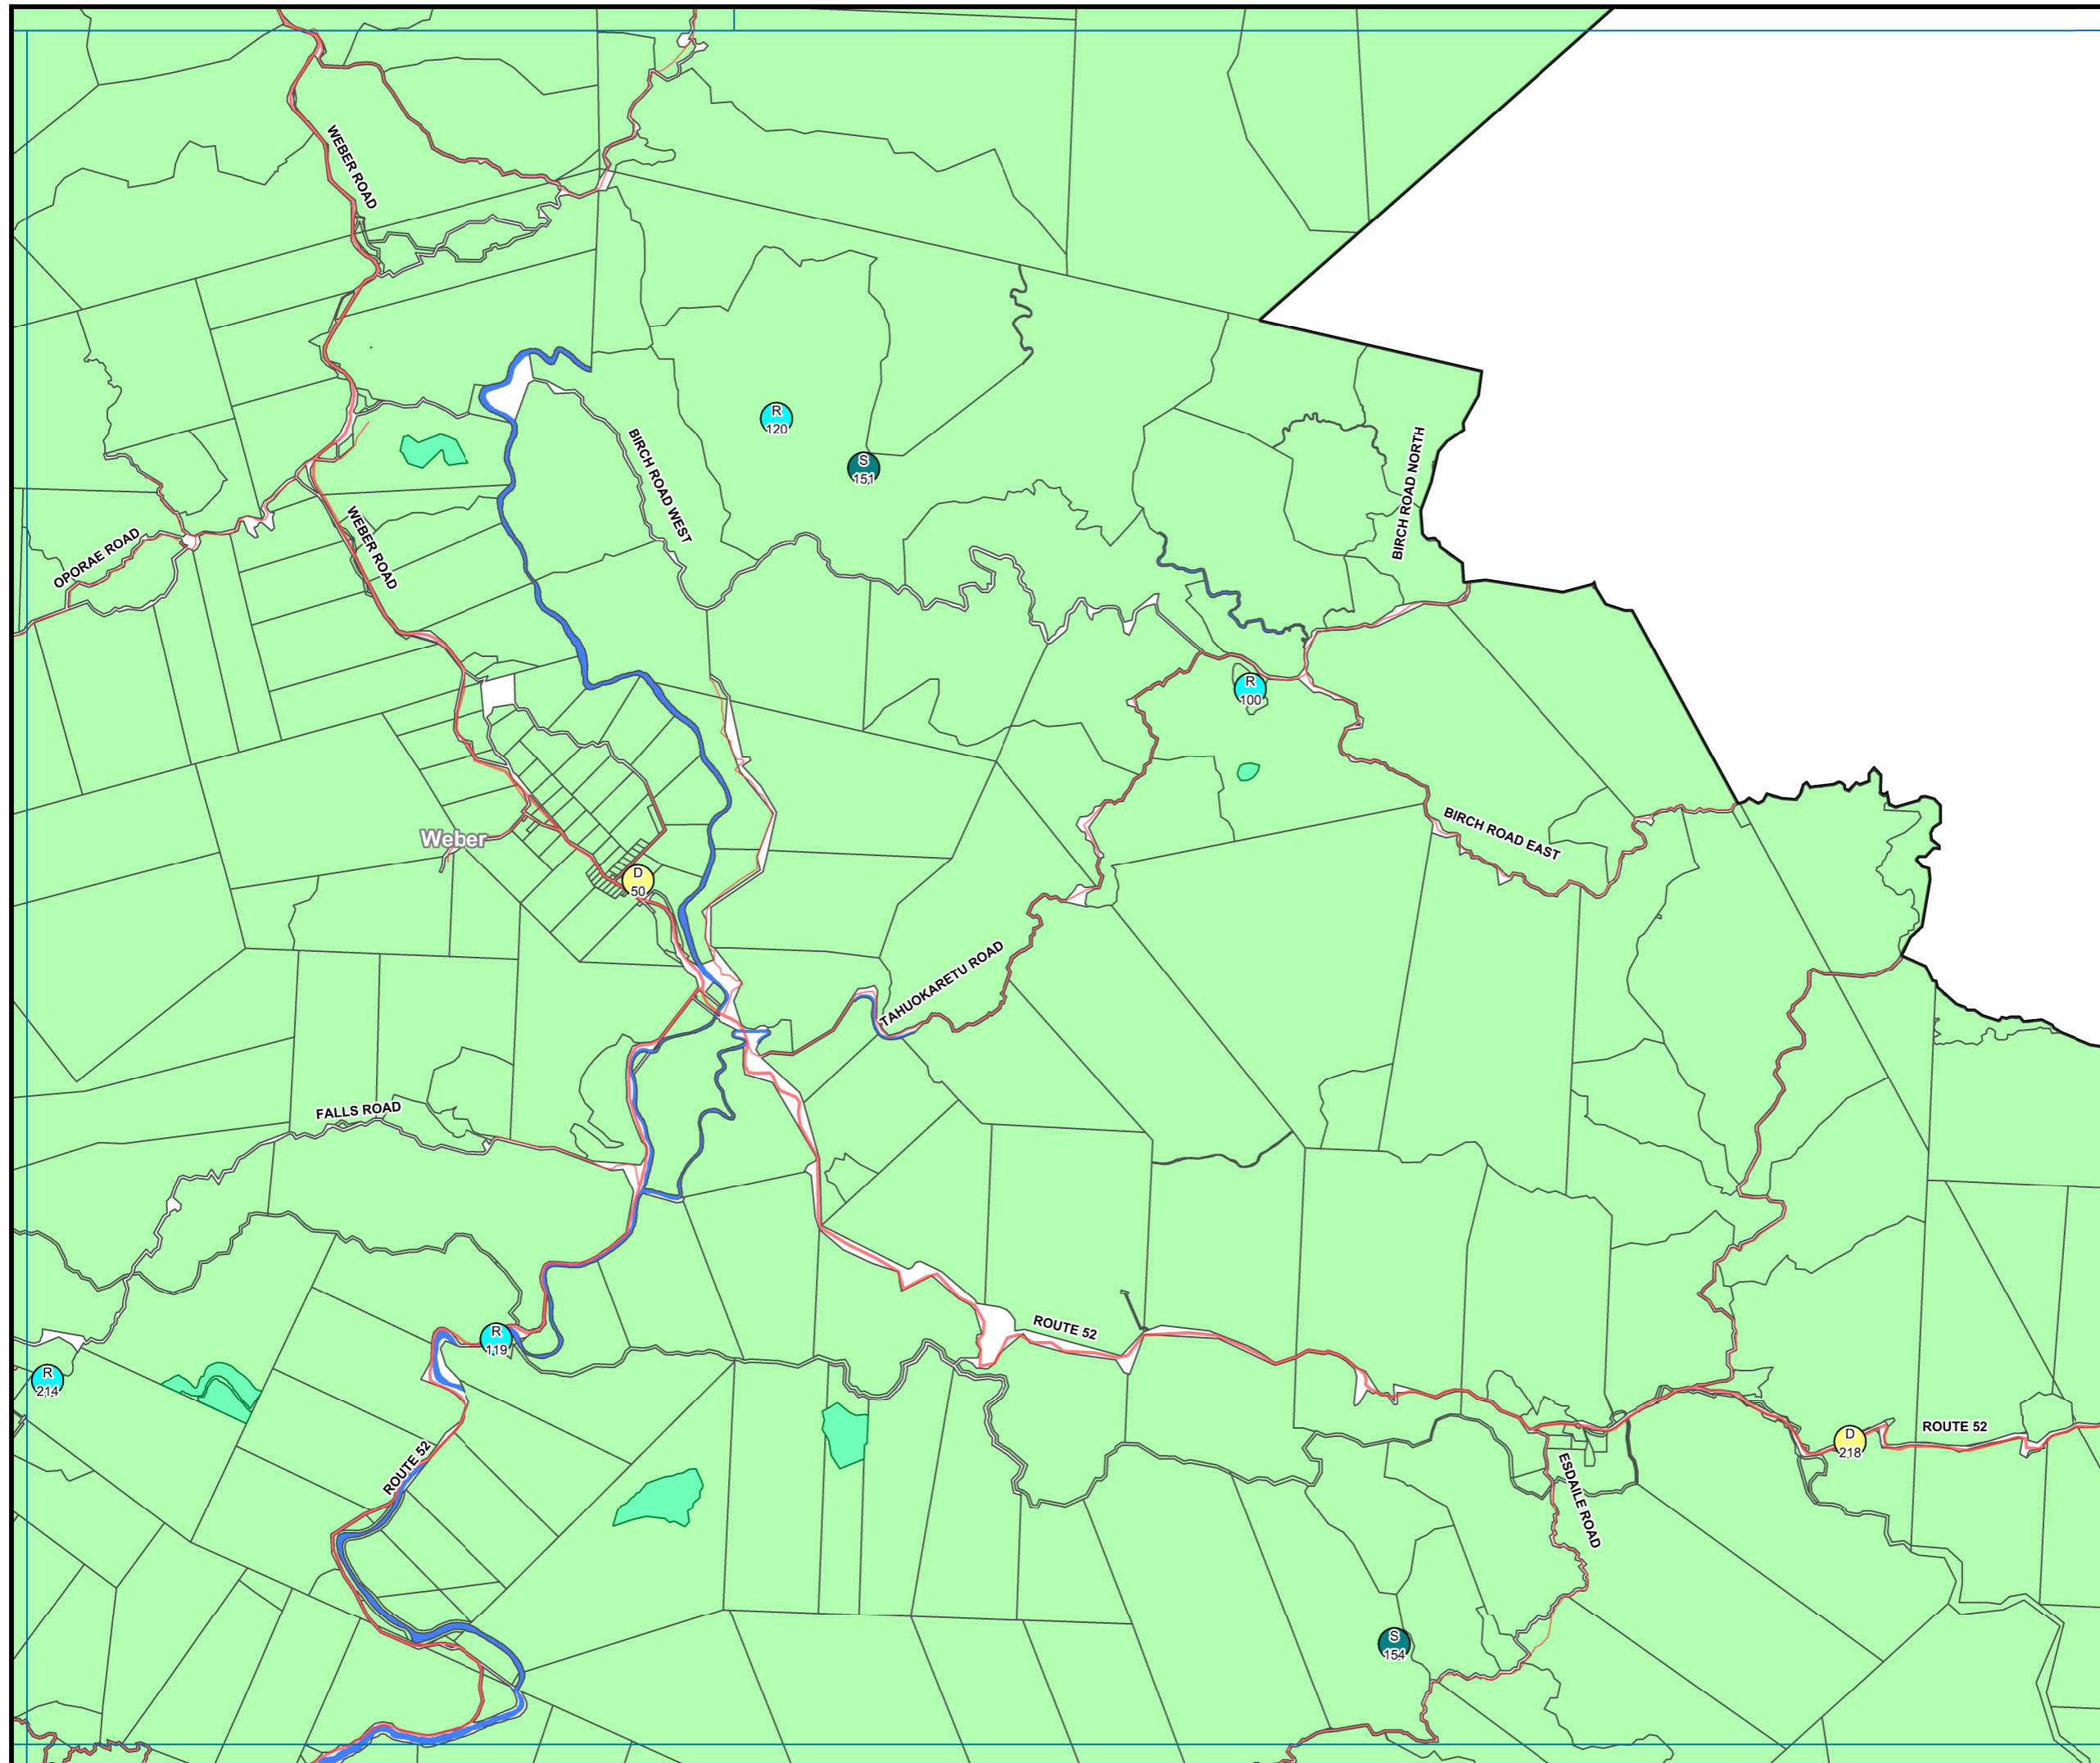 WEBER ROAD
R
120
BIRCH ROAD WEST
S
151
BIRCH ROAD NORTH
WEBER ROAD
OPORAE ROAD
R
100
BIRCH ROAD EAST
Weber
D
50
TAHUOKARETU ROAD
FALLS ROAD
ROUTE 52
R
119
R
214
ROUTE 52
D
218
ROUTE 52
ESDAILE ROAD
S
154